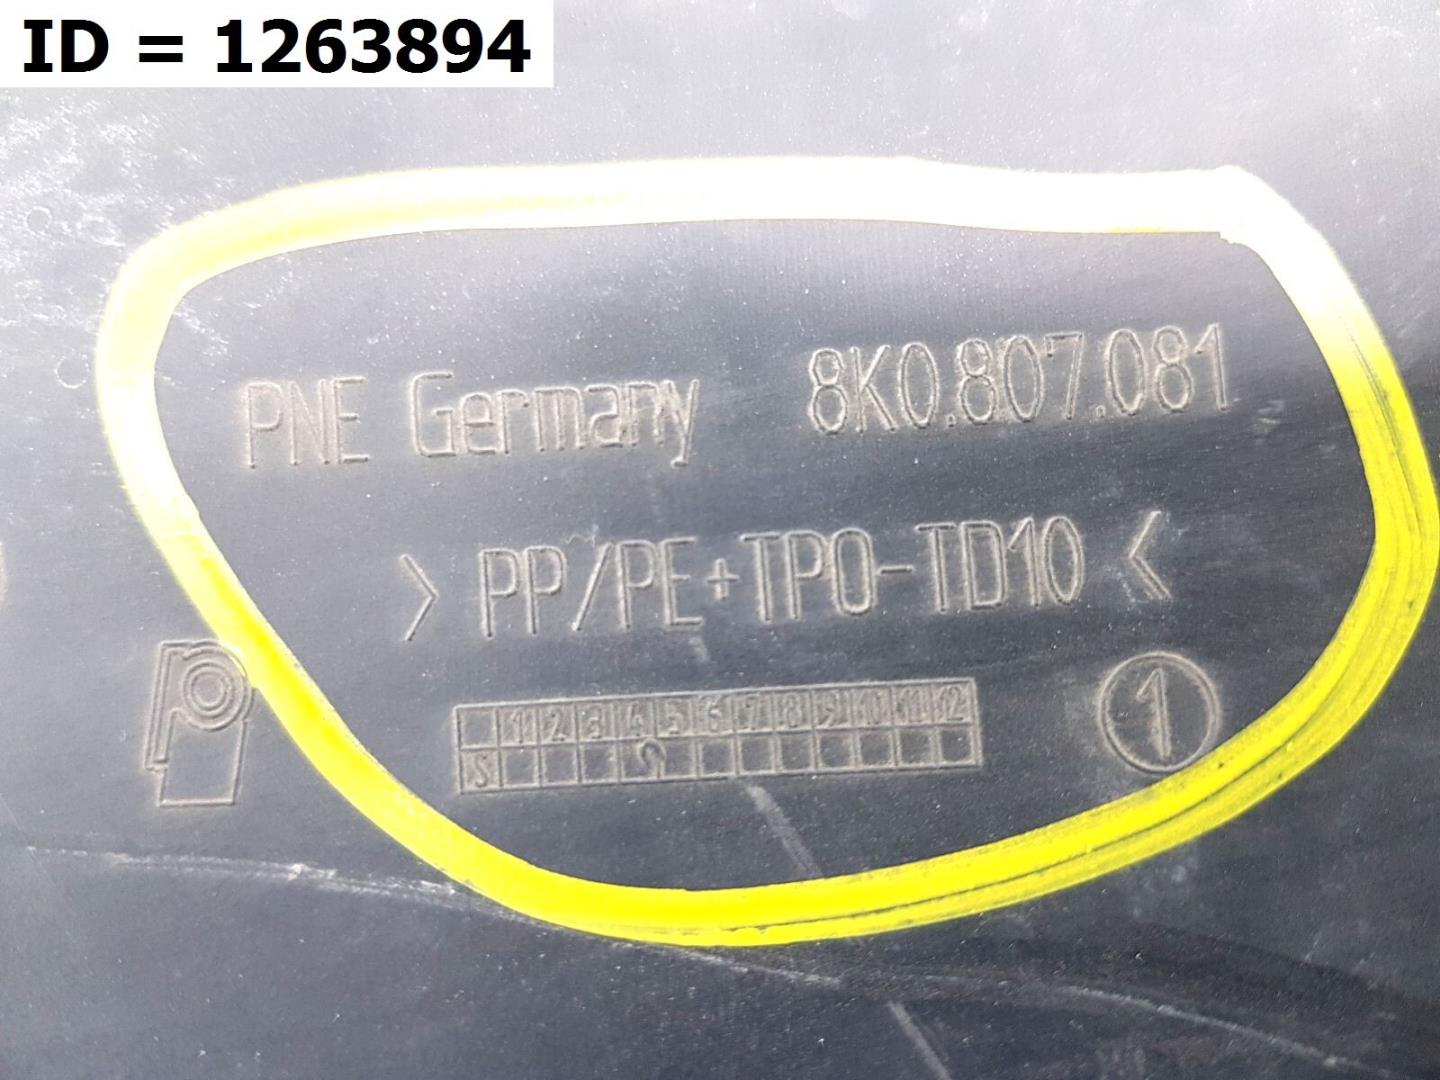 ID = 1263894
PNE Germany 8K0.807.081
> PP/PE+TPO-TD10 <
1 2 3 4 5 6 7 8 9 10 11 12
S
1